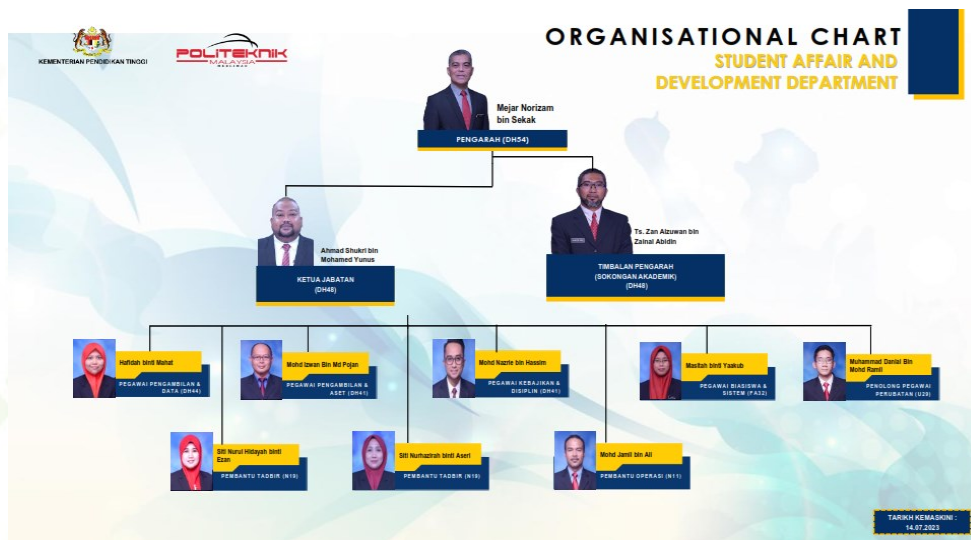 KEMENTERIAN PENDIDIKAN TINGGI
POLITEKNIK
MALAYSIA
ORGANISATIONAL CHART
STUDENT AFFAIR AND
DEVELOPMENT DEPARTMENT
Mejar Norizam
bin Sekak
PENGARAH (DH54)
Ahmad Shukri bin
Mohamed Yunus
KETUA JABATAN
(DH48)
Ts. Zan Aizuwan bin
Zainal Abidin
TIMBALAN PENGARAH
(SOKONGAN AKADEMIK)
(DH48)
Hafidah binti Mahat
PEGAWAI PENGAMBILAN &
DATA (DH44)
Mohd Izwan Bin Md Pojan
PEGAWAI PENGAMBILAN &
ASET (DH41)
Mohd Nazrie bin Hassim
PEGAWAI KEBAJIKAN &
DISIPLIN (DH41)
Masitah binti Yaakub
PEGAWAI BIASISWA &
SISTEM (FA32)
Muhammad Danial Bin
Mohd Ramli
PENOLONG PEGAWAI
PERUBATAN (U29)
Siti Nurul Hidayah binti
Ezan
PEMBANTU TADBIR (N19)
Siti Nurhazirah binti Aseri
PEMBANTU TADBIR (N19)
Mohd Jamil bin Ali
PEMBANTU OPERASI (N11)
TARIKH KEMASKINI :
14.07.2023